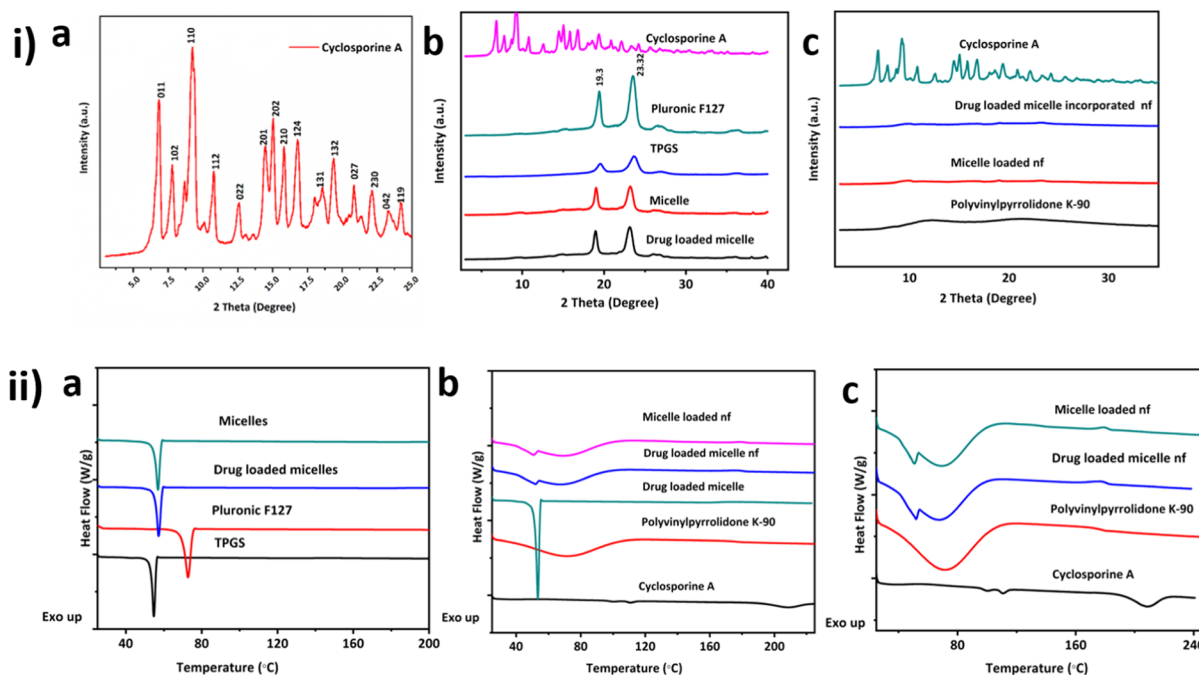 i) a
Cyclosporine A
011
102
110
112
022
201
202
210
124
131
132
027
230
042
119
Intensity (a.u.)
5.0 7.5 10.0 12.5 15.0 17.5 20.0 22.5 25.0
2 Theta (Degree)
b
Cyclosporine A
19.3
23.32
Pluronic F127
TPGS
Micelle
Drug loaded micelle
Intensity (a.u.)
10 20 30 40
2 Theta (Degree)
c
Cyclosporine A
Drug loaded micelle incorporated nf
Micelle loaded nf
Polyvinylpyrrolidone K-90
Intensity (a.u.)
10 20 30
2 Theta (Degree)
ii) a
Micelles
Drug loaded micelles
Pluronic F127
TPGS
Heat Flow (W/g)
Exo up
40 80 120 160 200
Temperature (°C)
b
Micelle loaded nf
Drug loaded micelle nf
Drug loaded micelle
Polyvinylpyrrolidone K-90
Cyclosporine A
Heat Flow (W/g)
Exo up
40 80 120 160 200
Temperature (°C)
c
Micelle loaded nf
Drug loaded micelle nf
Polyvinylpyrrolidone K-90
Cyclosporine A
Heat Flow (W/g)
Exo up
80 160 240
Temperature (°C)